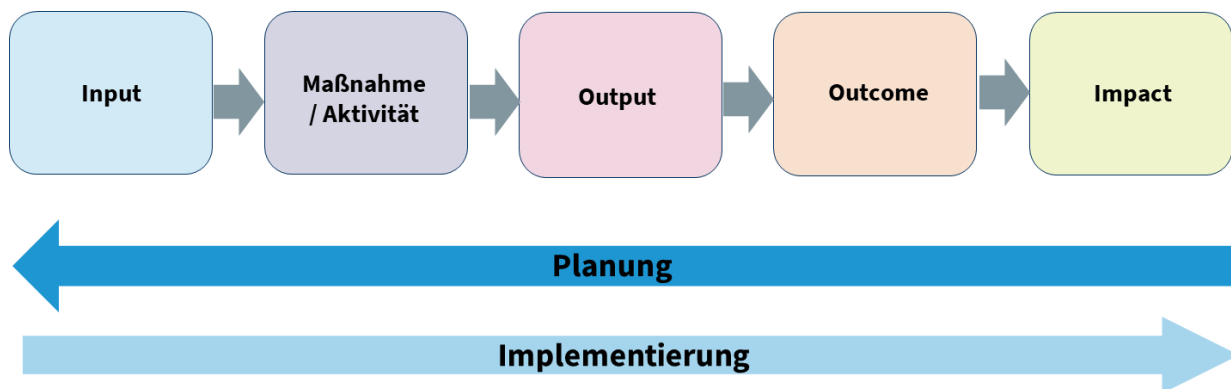 Input
Maßnahme
/ Aktivität
Output
Outcome
Impact
Planung
Implementierung